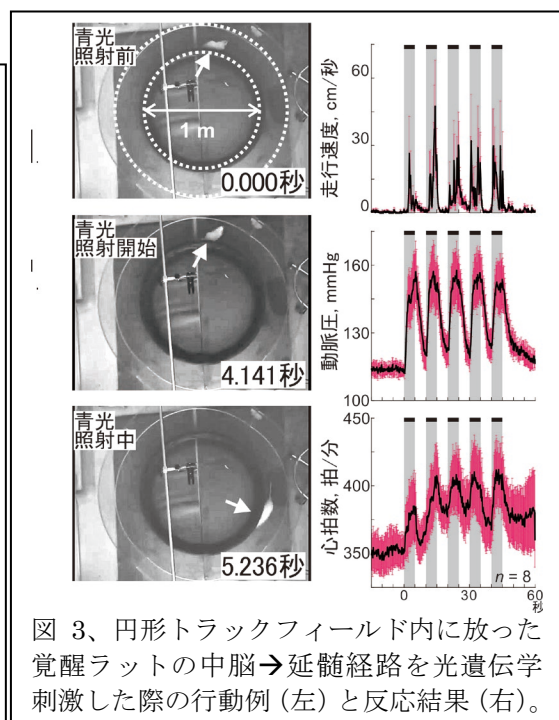 青光
照射前
1 m
0.000秒
青光
照射開始
4.141秒
青光
照射中
5.236秒
走行速度, cm/秒
60
30
0
動脈圧, mmHg
160
130
100
心拍数, 拍/分
450
400
350
n = 8
0
30
60
秒
図 3、円形トラックフィールド内に放った
覚醒ラットの中脳➔延髄経路を光遺伝学
刺激した際の行動例 (左) と反応結果 (右)。